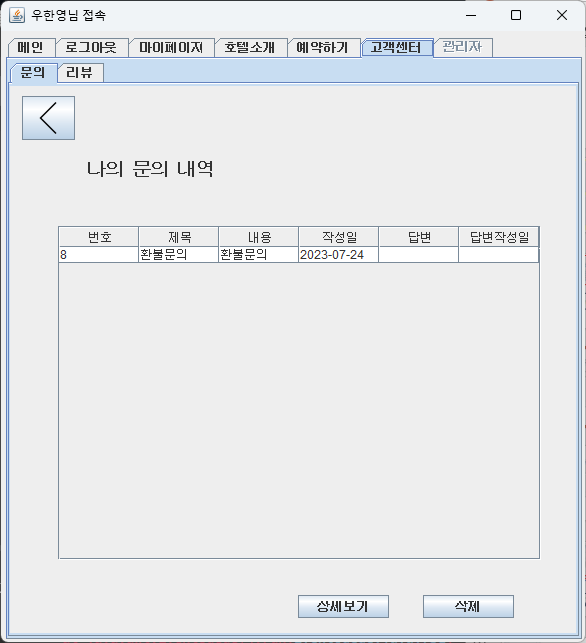 우한영님 접속
메인 로그아웃 마이페이지 호텔소개 예약하기 고객센터 관리자
문의 리뷰
나의 문의 내역
번호 제목 내용 작성일 답변 답변작성일
8 환불문의 환불문의 2023-07-24
상세보기 삭제